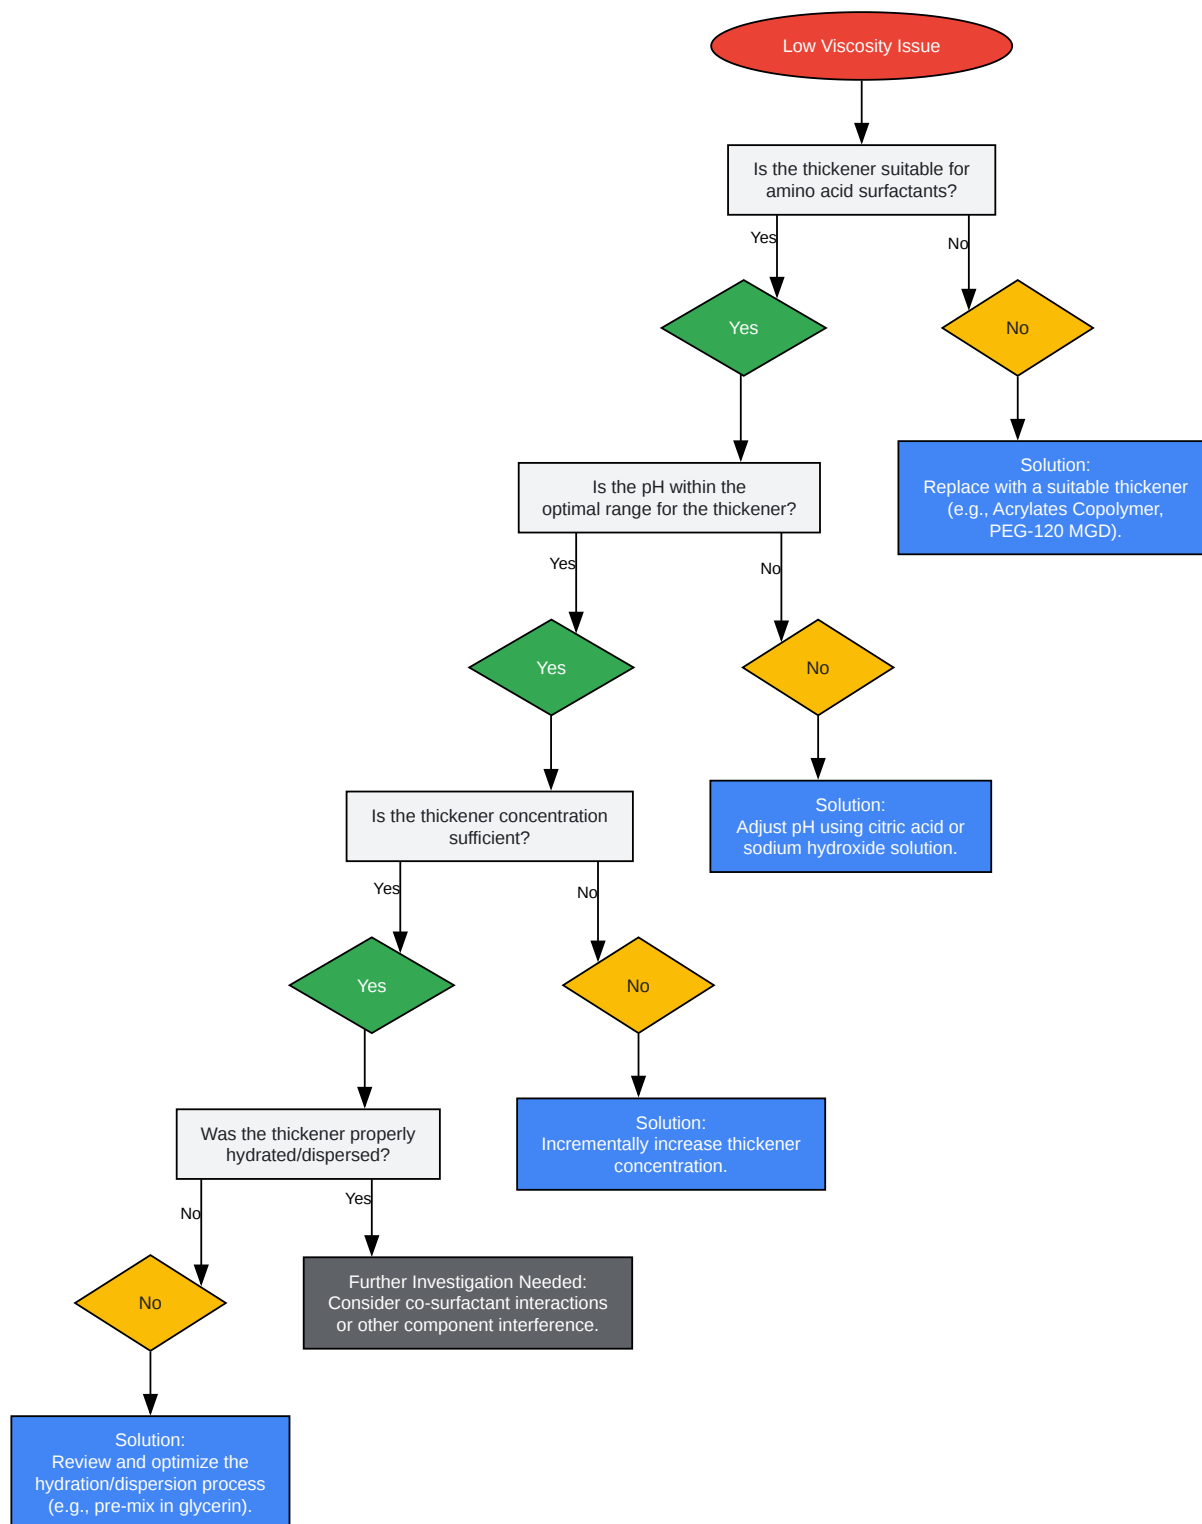 Low Viscosity Issue
Is the thickener suitable for
amino acid surfactants?
Yes
No
Yes
No
Solution:
Replace with a suitable thickener
(e.g., Acrylates Copolymer,
PEG-120 MGD).
Is the pH within the
optimal range for the thickener?
Yes
No
Yes
No
Solution:
Adjust pH using citric acid or
sodium hydroxide solution.
Is the thickener concentration
sufficient?
Yes
No
Yes
No
Solution:
Incrementally increase thickener
concentration.
Was the thickener properly
hydrated/dispersed?
No
Yes
No
Further Investigation Needed:
Consider co-surfactant interactions
or other component interference.
Solution:
Review and optimize the
hydration/dispersion process
(e.g., pre-mix in glycerin).